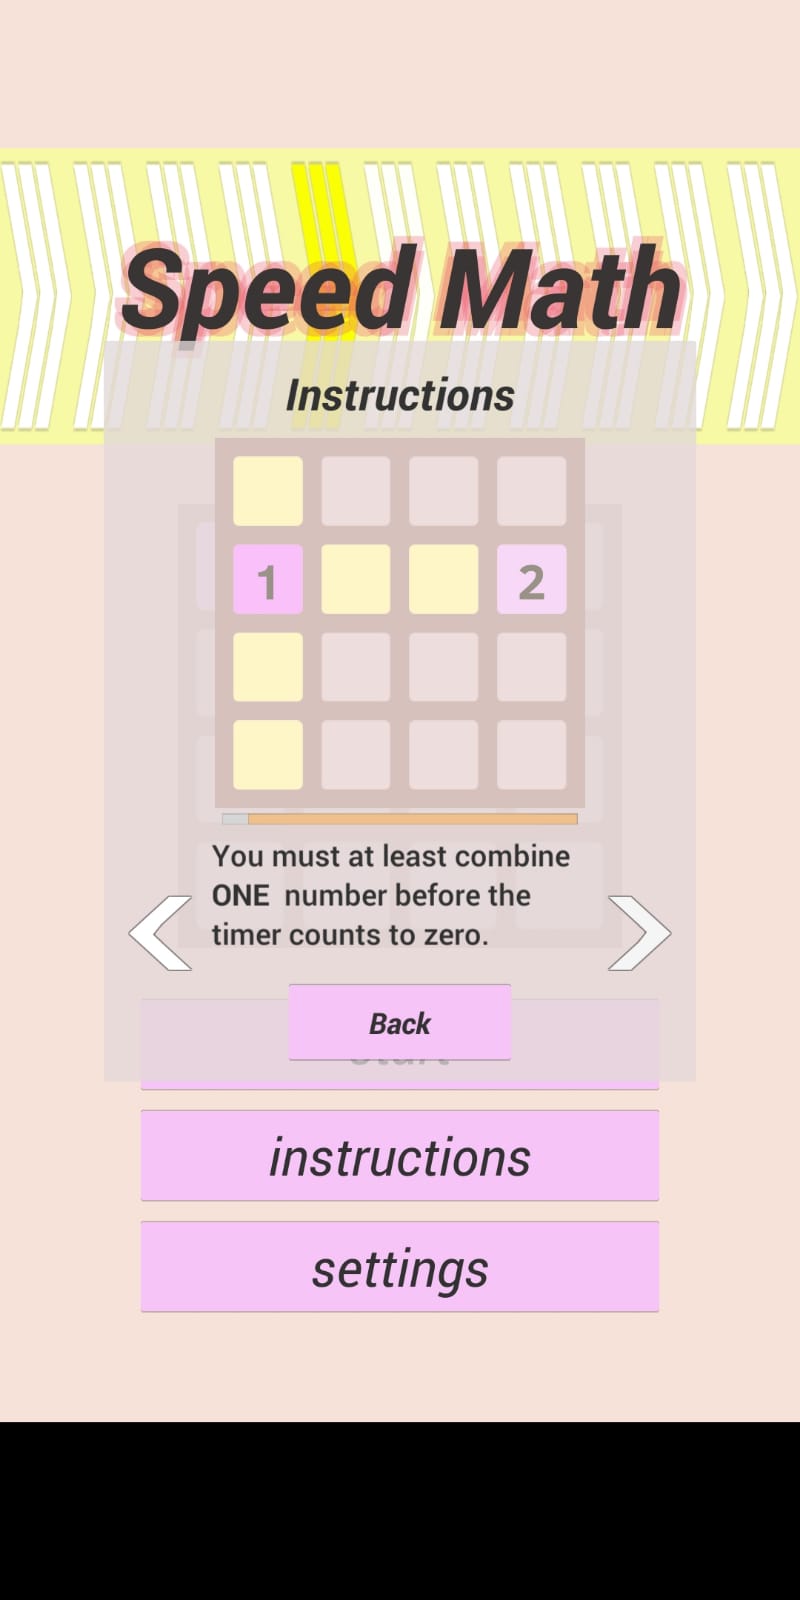 Speed Math
Instructions
1 2
You must at least combine
ONE number before the
timer counts to zero.
Back
start
instructions
settings